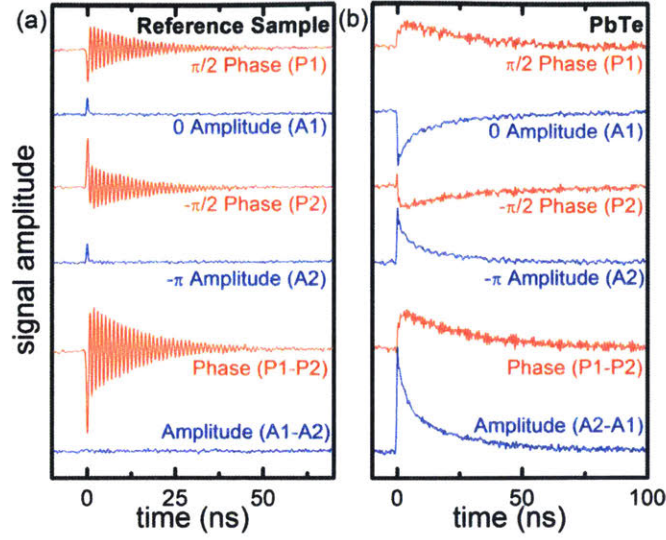 (a) Reference Sample
π/2 Phase (P1)
0 Amplitude (A1)
-π/2 Phase (P2)
-π Amplitude (A2)
Phase (P1-P2)
Amplitude (A1-A2)
signal amplitude
0 25 50
time (ns)
(b) PbTe
π/2 Phase (P1)
0 Amplitude (A1)
-π/2 Phase (P2)
-π Amplitude (A2)
Phase (P1-P2)
Amplitude (A2-A1)
0 50 100
time (ns)